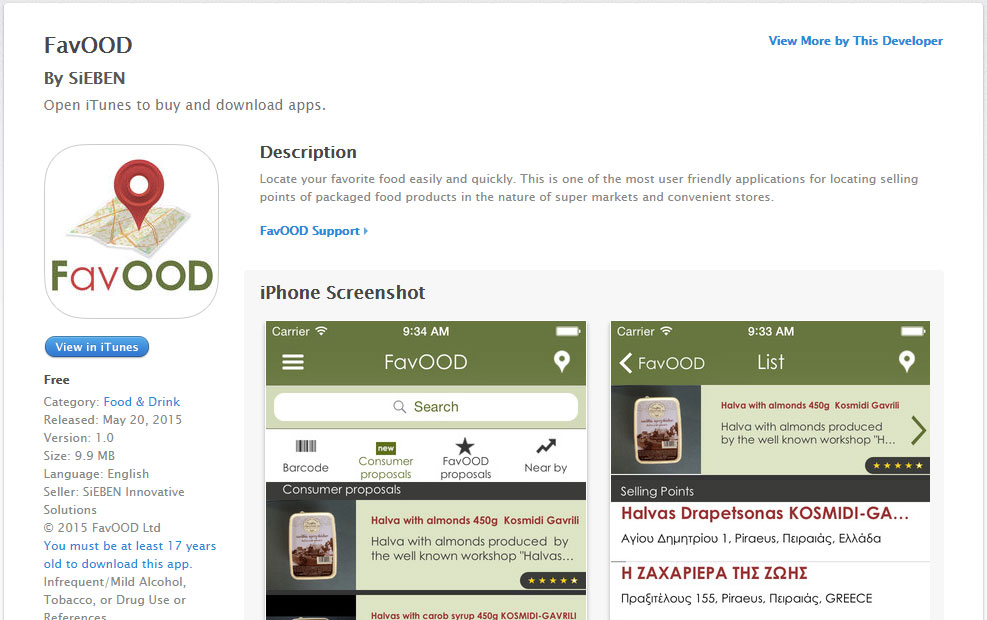 FavOOD
View More by This Developer
By SiEBEN
Open iTunes to buy and download apps.
FavOOD
View in iTunes
Free
Category: Food & Drink
Released: May 20, 2015
Version: 1.0
Size: 9.9 MB
Language: English
Seller: SiEBEN Innovative
Solutions
© 2015 FavOOD Ltd
You must be at least 17 years
old to download this app.
Infrequent/Mild Alcohol,
Tobacco, or Drug Use or
References
Description
Locate your favorite food easily and quickly. This is one of the most user friendly applications for locating selling
points of packaged food products in the nature of super markets and convenient stores.
FavOOD Support
iPhone Screenshot
Carrier 9:34 AM
FavOOD
Search
Barcode
new
Consumer
proposals
FavOOD
proposals
Near by
Consumer proposals
Halva with almonds 450g Kosmidi Gavrili
Halva with almonds produced by
the well known workshop "Halvas...
Halvas with carob syrup 450g KOSMIDI-GAVRILI
Carrier 9:33 AM
FavOOD List
Halva with almonds 450g Kosmidi Gavrili
Halva with almonds produced
by the well known workshop "H...
Selling Points
Halvas Drapetsonas KOSMIDI-GA...
Αγίου Δημητρίου 1, Piraeus, Πειραιάς, Ελλάδα
Η ΖΑΧΑΡΙΕΡΑ ΤΗΣ ΖΩΗΣ
Πραξιτέλους 155, Piraeus, Πειραιάς, GREECE